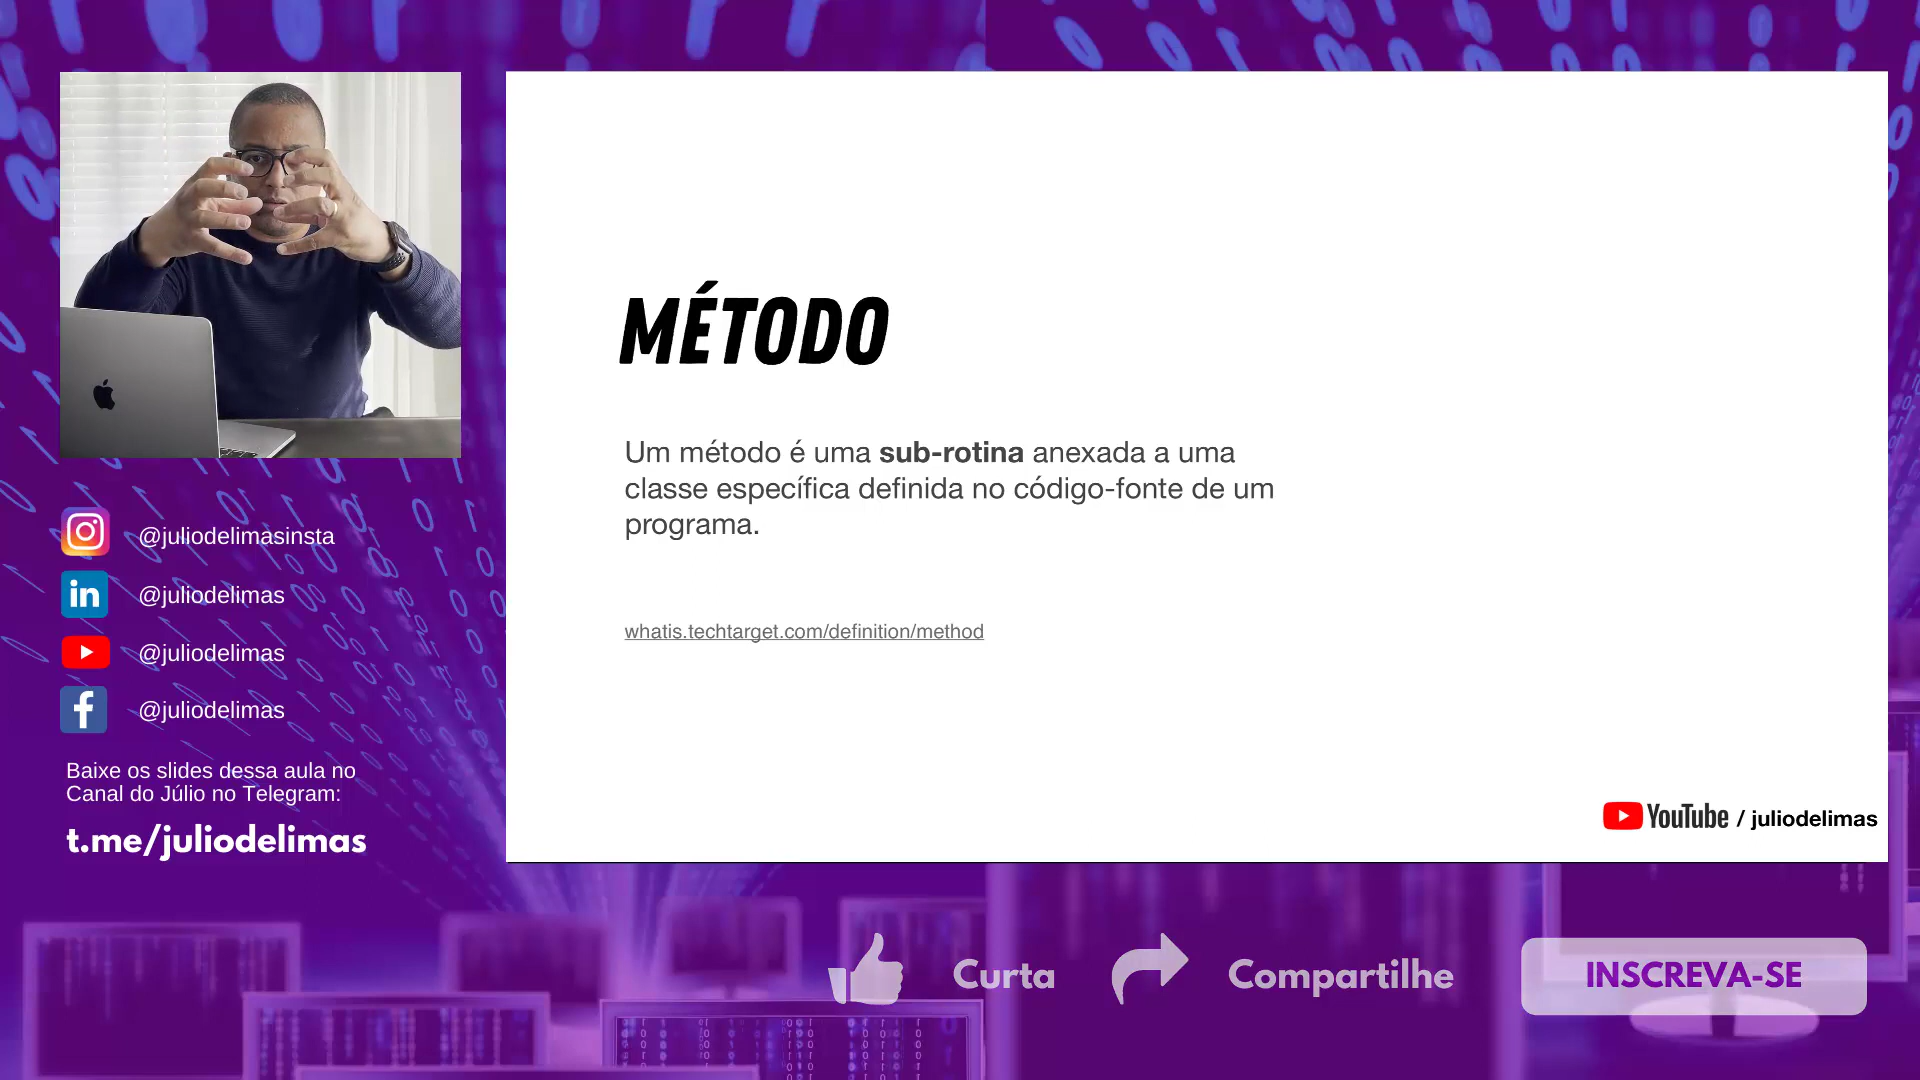 MÉTODO
Um método é uma sub-rotina anexada a uma
classe específica definida no código-fonte de um
programa.
whatis.techtarget.com/definition/method
YouTube / juliodelimas
@juliodelimasinsta
in @juliodelimas
@juliodelimas
f @juliodelimas
Baixe os slides dessa aula no
Canal do Júlio no Telegram:
t.me/juliodelimas
Curta
Compartilhe
INSCREVA-SE